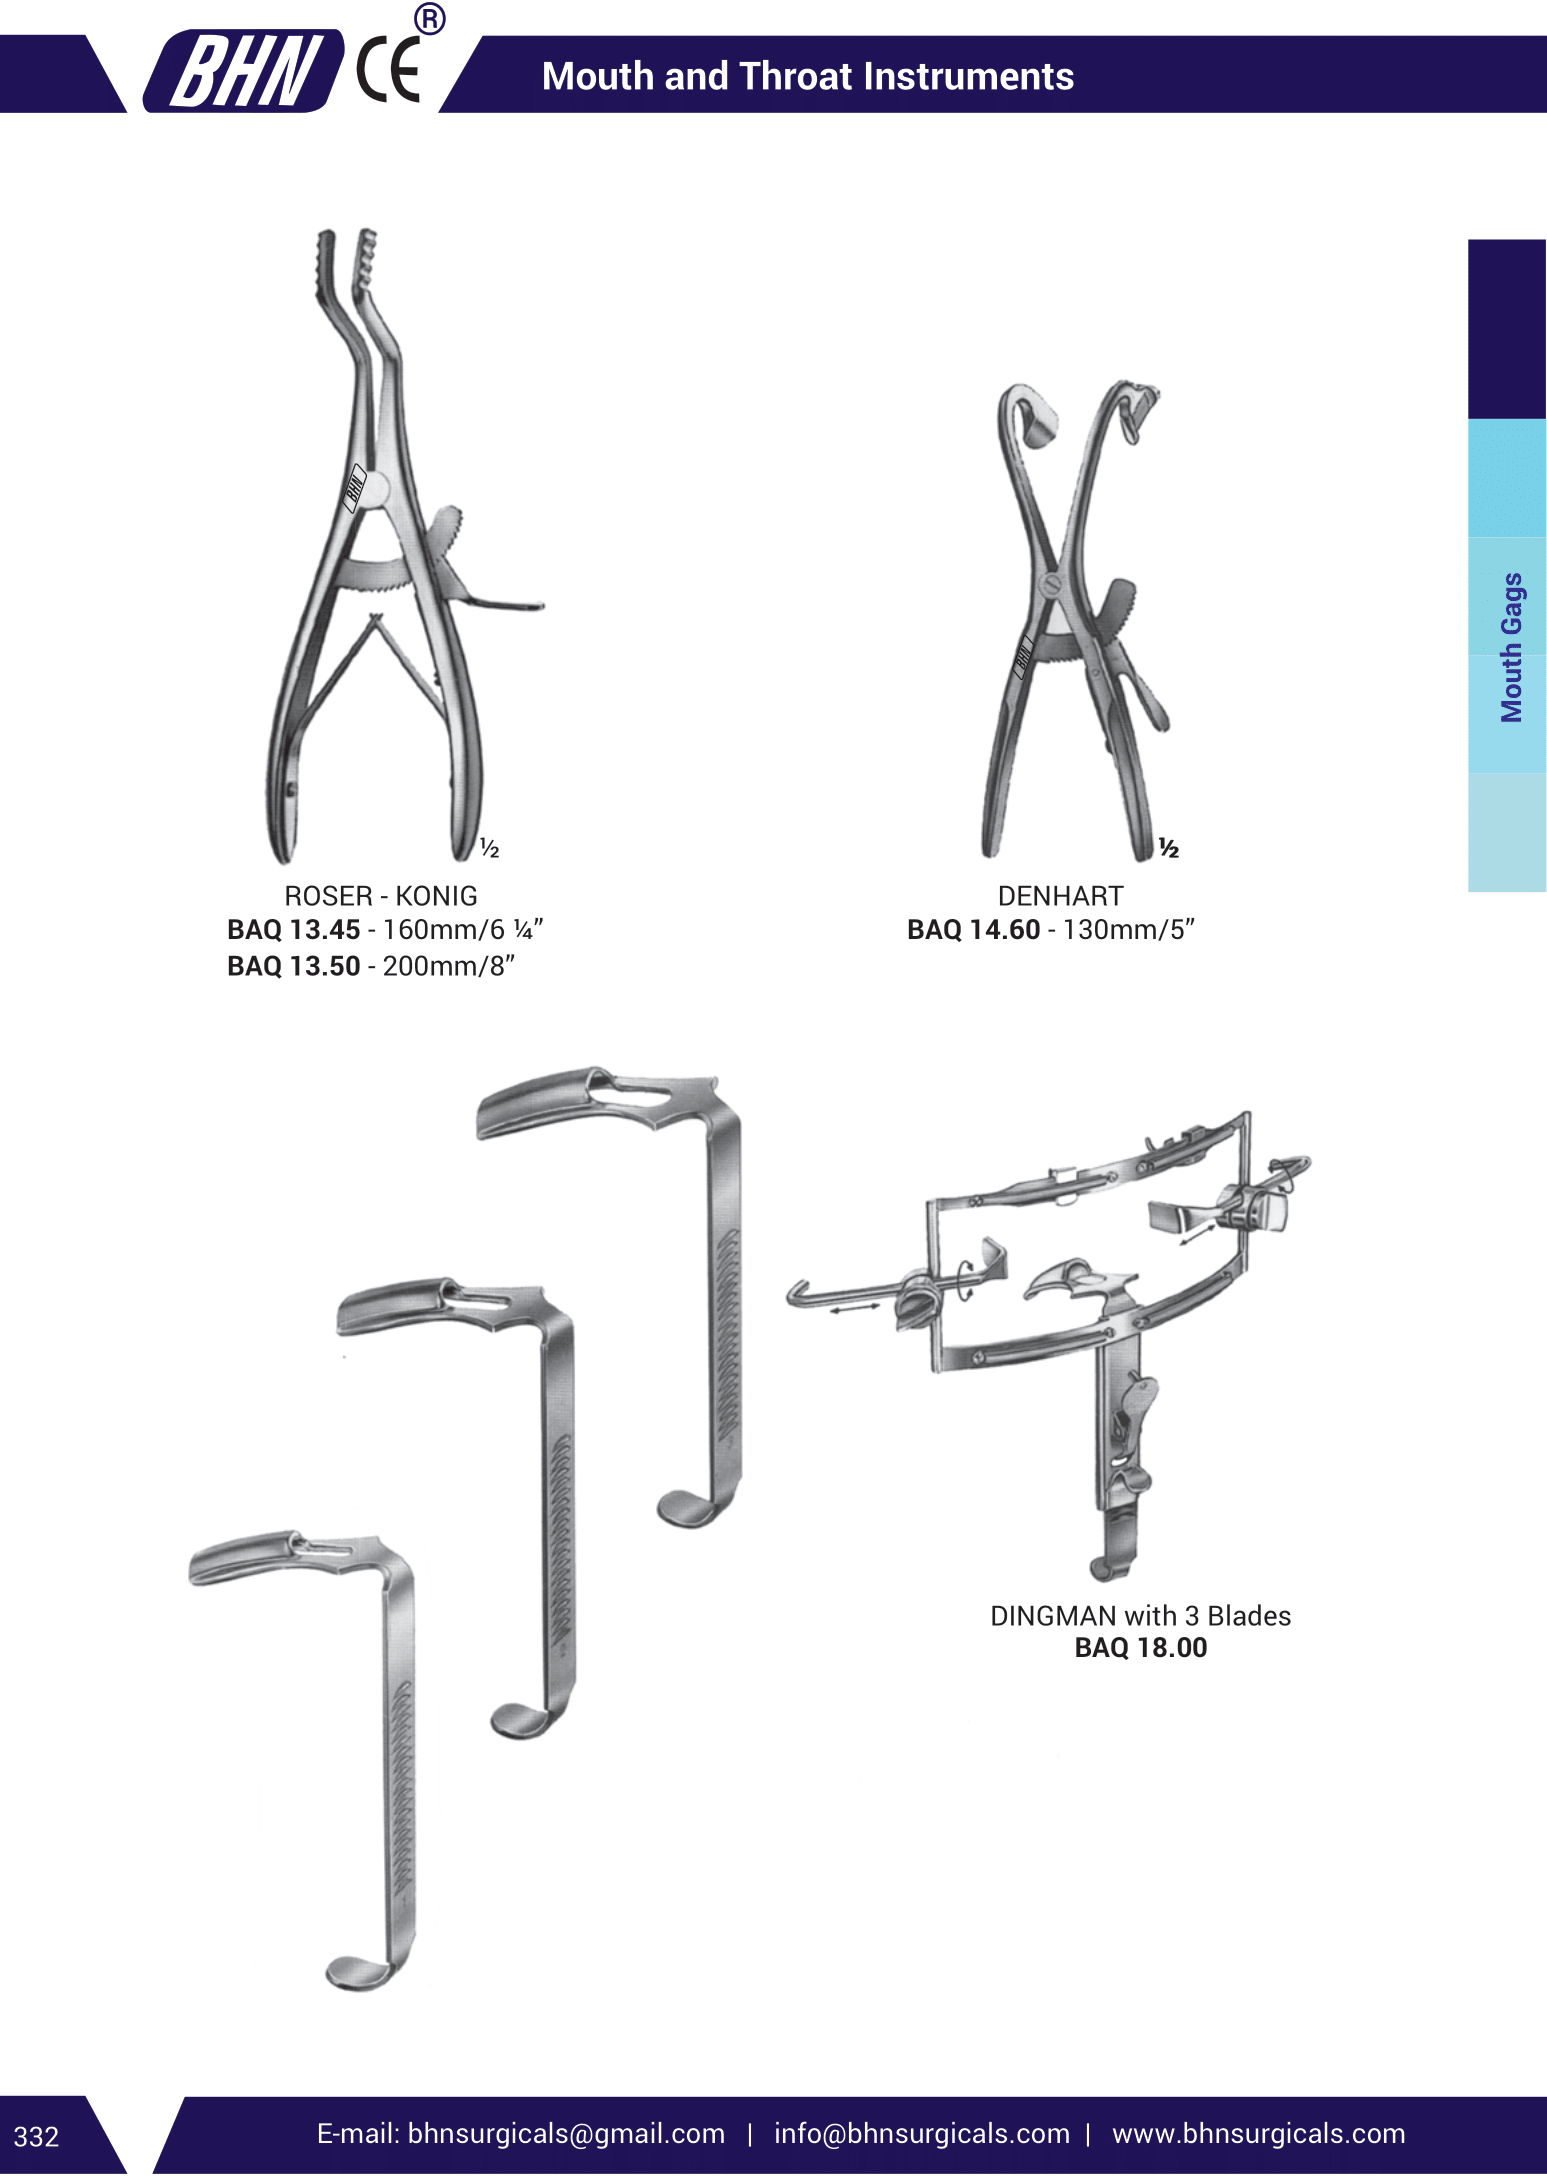 BHN CE ®
Mouth and Throat Instruments
BHN
BHN
½
½
ROSER - KONIG
BAQ 13.45 - 160mm/6 ¼”
BAQ 13.50 - 200mm/8”
DENHART
BAQ 14.60 - 130mm/5”
Mouth Gags
DINGMAN with 3 Blades
BAQ 18.00
332
E-mail: bhnsurgicals@gmail.com | info@bhnsurgicals.com | www.bhnsurgicals.com